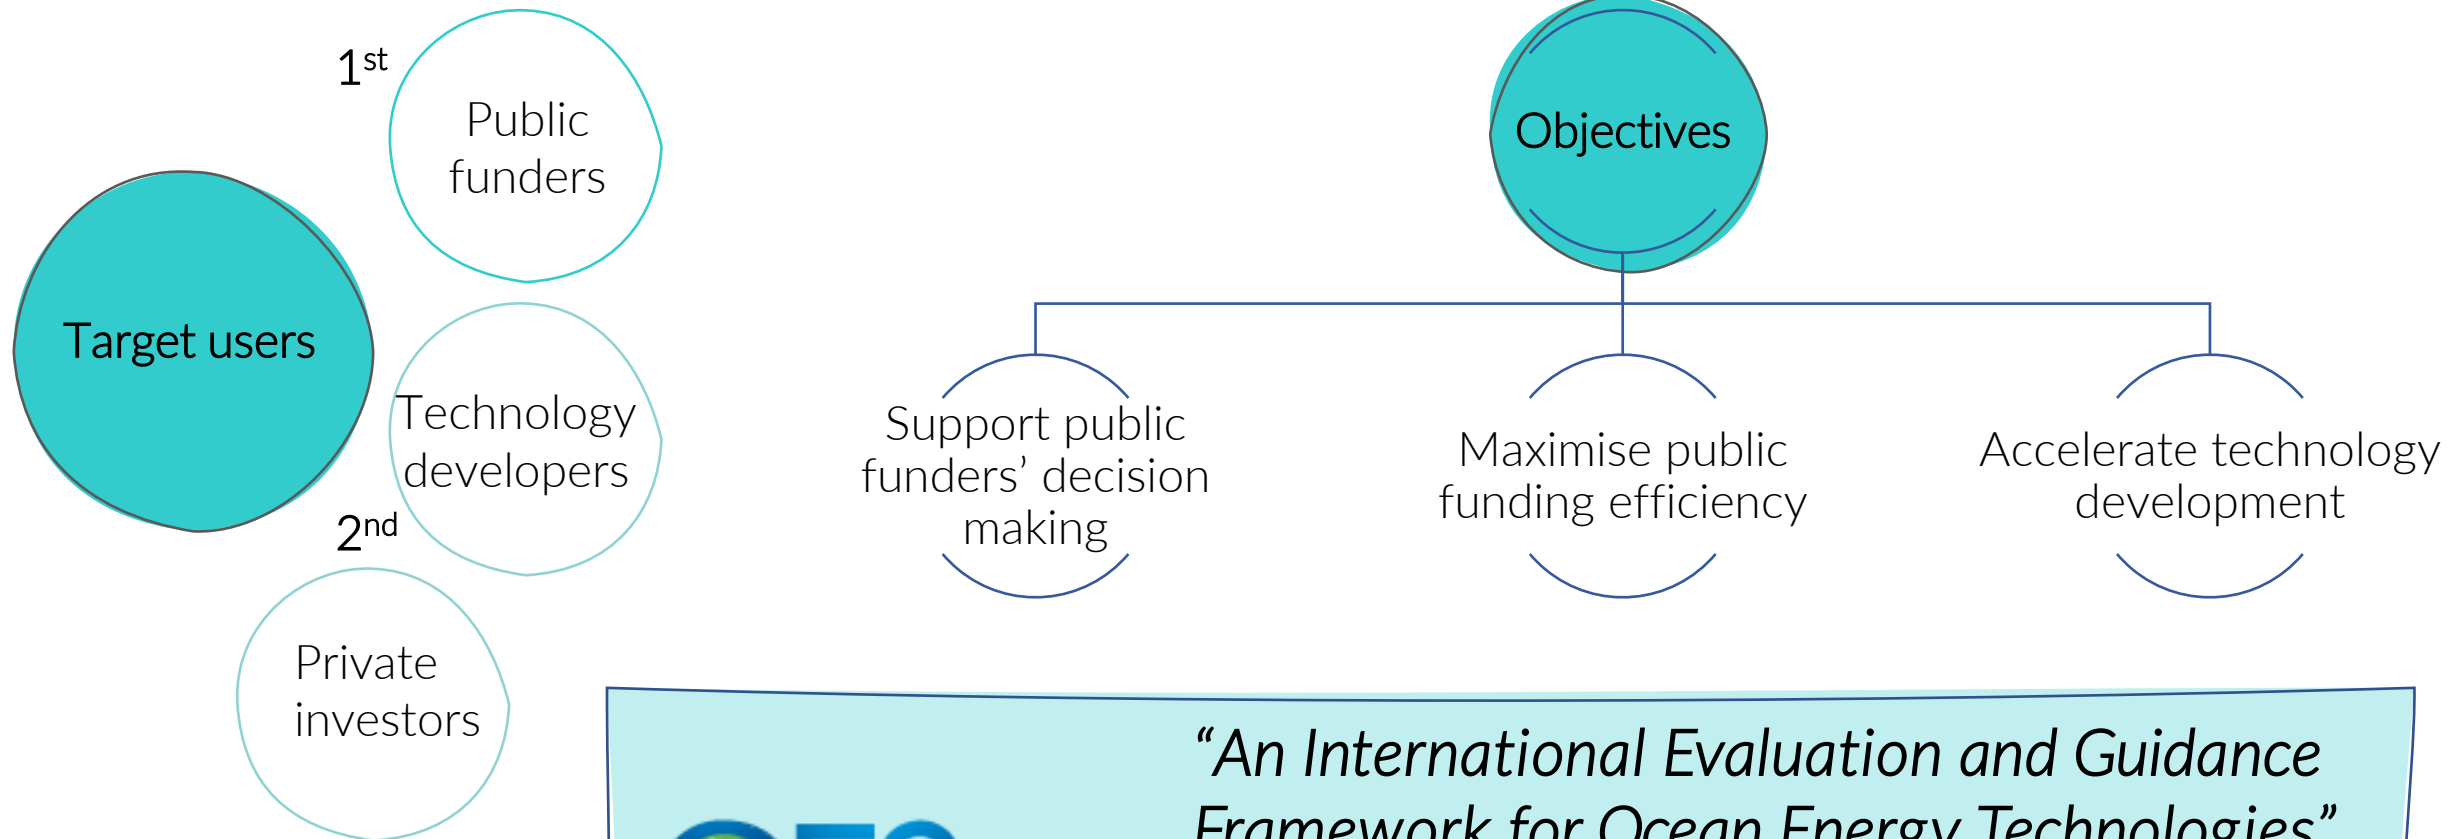 1st
Public
funders
Target users
Technology
developers
2nd
Private
investors
Objectives
Support public
funders’ decision
making
Maximise public
funding efficiency
Accelerate technology
development
“An International Evaluation and Guidance
Framework for Ocean Energy Technologies”